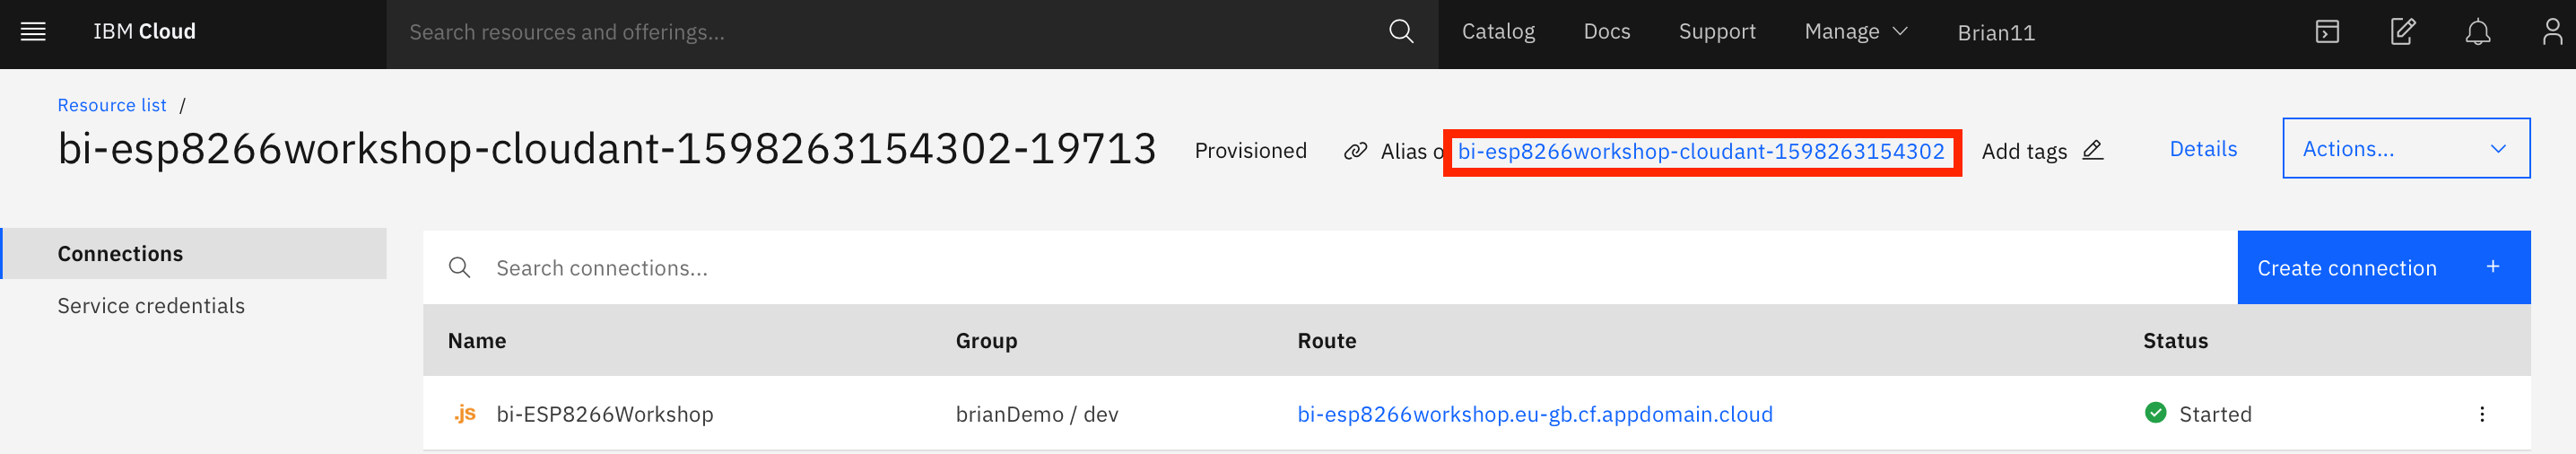 IBM Cloud Search resources and offerings... Catalog Docs Support Manage Brian11
Resource list /
bi-esp8266workshop-cloudant-1598263154302-19713 Provisioned Alias o bi-esp8266workshop-cloudant-1598263154302 Add tags Details Actions...
Connections
Service credentials
Search connections... Create connection +
Name Group Route Status
.js bi-ESP8266Workshop brianDemo / dev bi-esp8266workshop.eu-gb.cf.appdomain.cloud Started